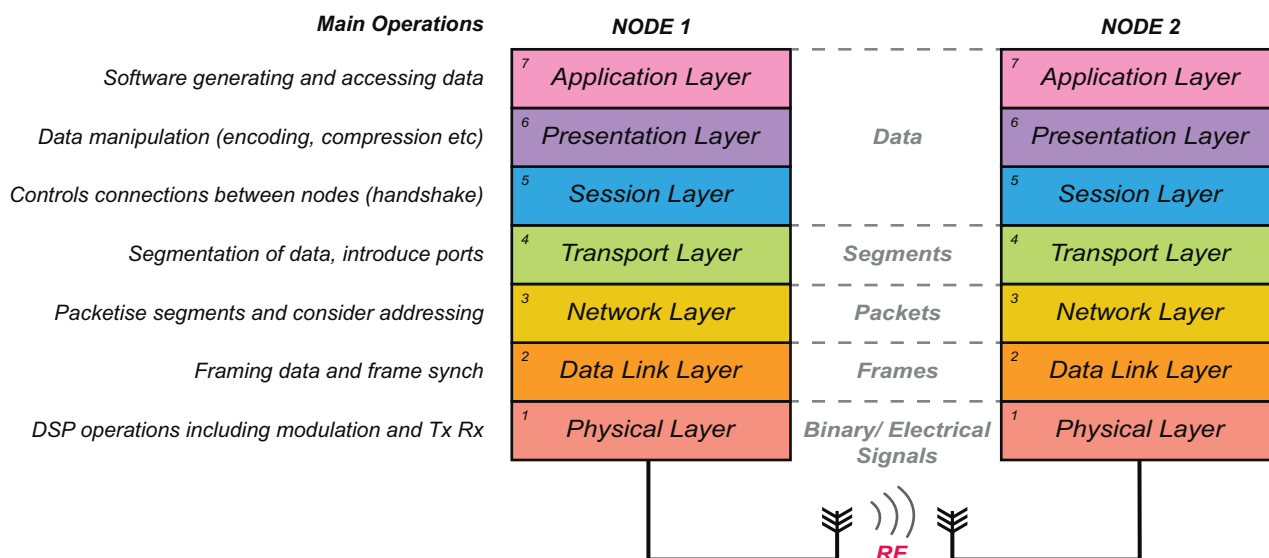 Main Operations NODE 1 NODE 2
Software generating and accessing data 7 Application Layer 7 Application Layer
Data manipulation (encoding, compression etc) 6 Presentation Layer Data 6 Presentation Layer
Controls connections between nodes (handshake) 5 Session Layer 5 Session Layer
Segmentation of data, introduce ports 4 Transport Layer Segments 4 Transport Layer
Packetise segments and consider addressing 3 Network Layer Packets 3 Network Layer
Framing data and frame synch 2 Data Link Layer Frames 2 Data Link Layer
DSP operations including modulation and Tx Rx 1 Physical Layer Binary/ Electrical 1 Physical Layer
Signals
RF